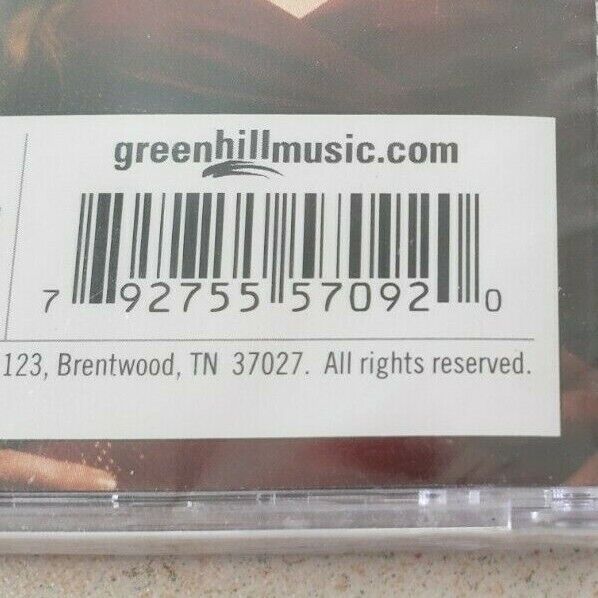 greenhillmusic.com
7 92755 57092 0
123, Brentwood, TN 37027. All rights reserved.